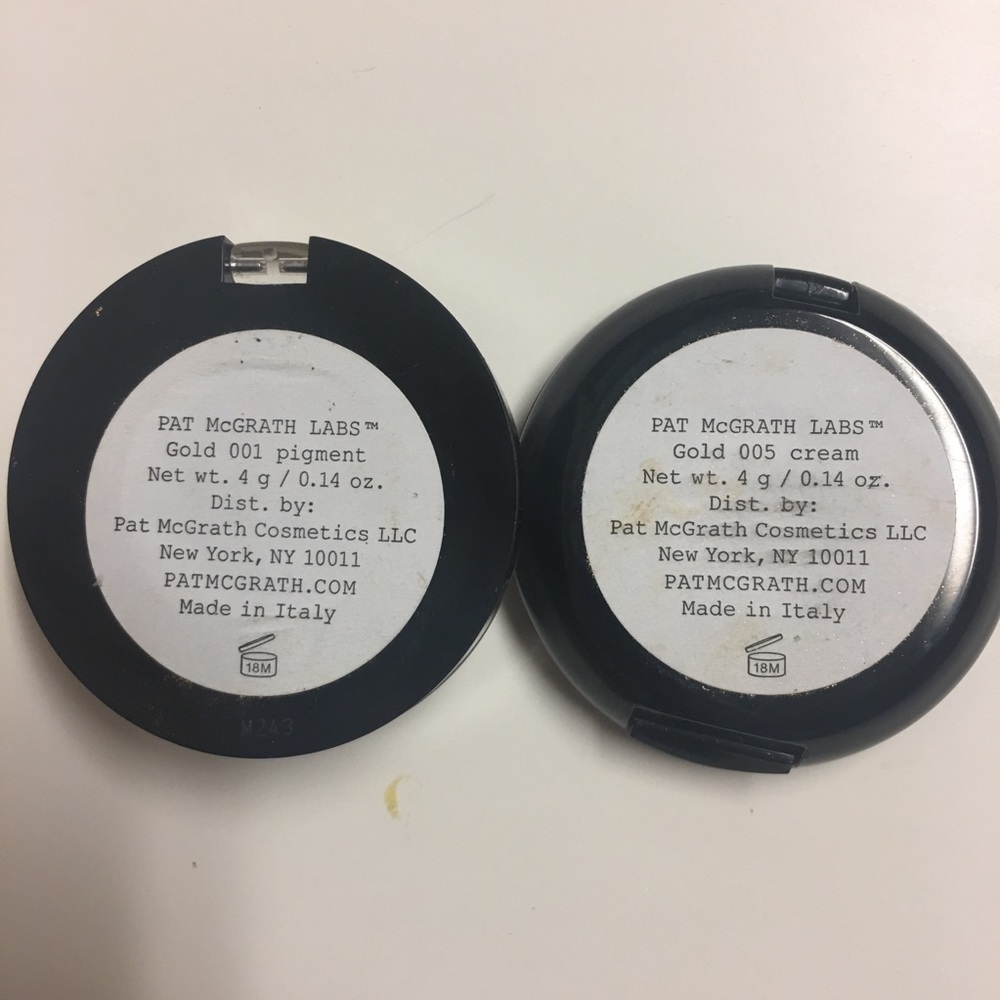 PAT McGRATH LABS™
Gold 001 pigment
Net wt. 4 g / 0.14 oz.
Dist. by:
Pat McGrath Cosmetics LLC
New York, NY 10011
PATMCGRATH.COM
Made in Italy
18M
M243
PAT McGRATH LABS™
Gold 005 cream
Net wt. 4 g / 0.14 oz.
Dist. by:
Pat McGrath Cosmetics LLC
New York, NY 10011
PATMCGRATH.COM
Made in Italy
18M